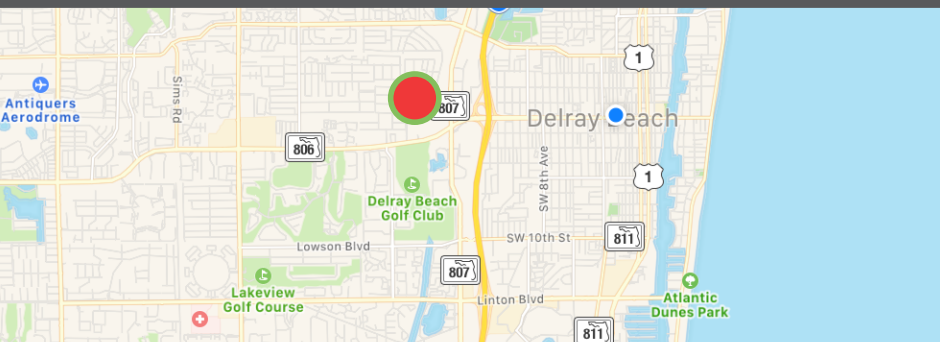 1
Antiquers
Aerodrome
Sims Rd
807
Delray Beach
806
SW 8th Ave
1
Delray Beach
Golf Club
Lowson Blvd
SW 10th St
811
807
Lakeview
Golf Course
Linton Blvd
Atlantic
Dunes Park
811